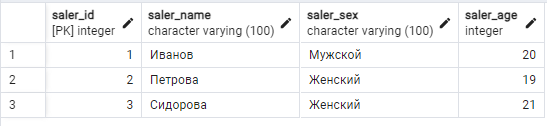 saler_id saler_name saler_sex saler_age
[PK] integer character varying (100) character varying (100) integer
1 1 Иванов Мужской 20
2 2 Петрова Женский 19
3 3 Сидорова Женский 21